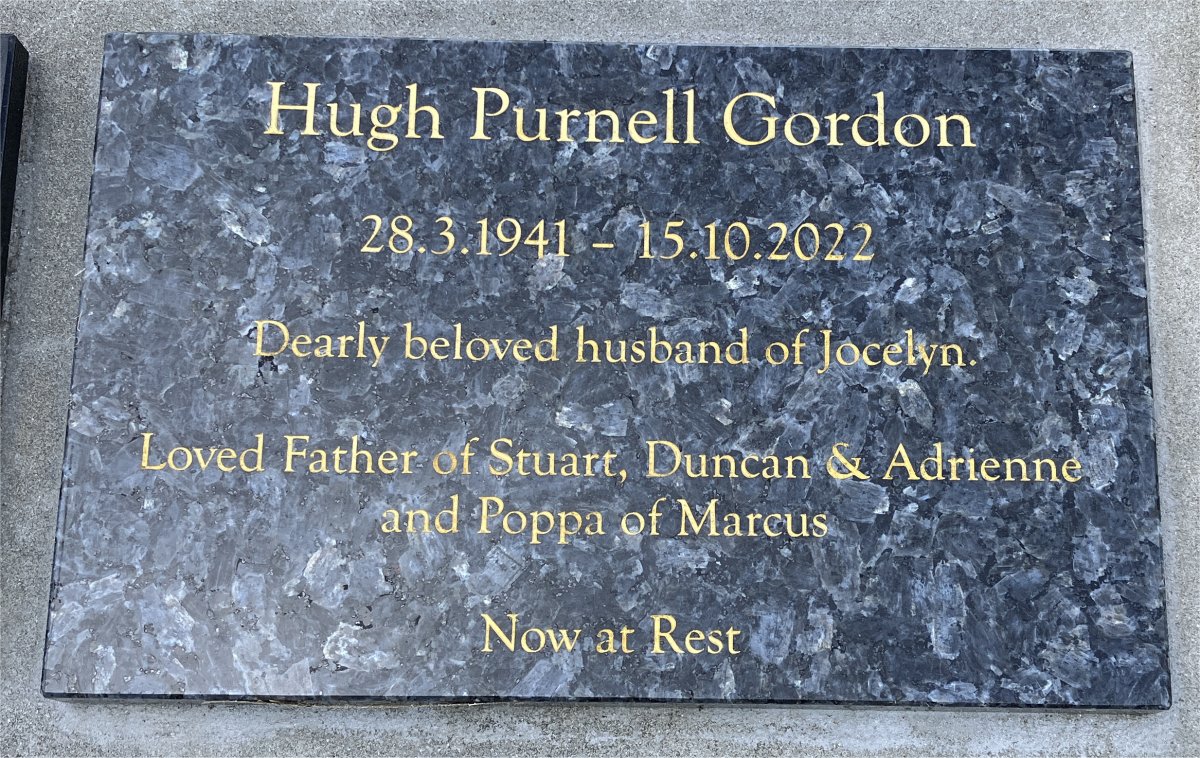 Hugh Purnell Gordon
28.3.1941 – 15.10.2022
Dearly beloved husband of Jocelyn.
Loved Father of Stuart, Duncan & Adrienne
and Poppa of Marcus
Now at Rest